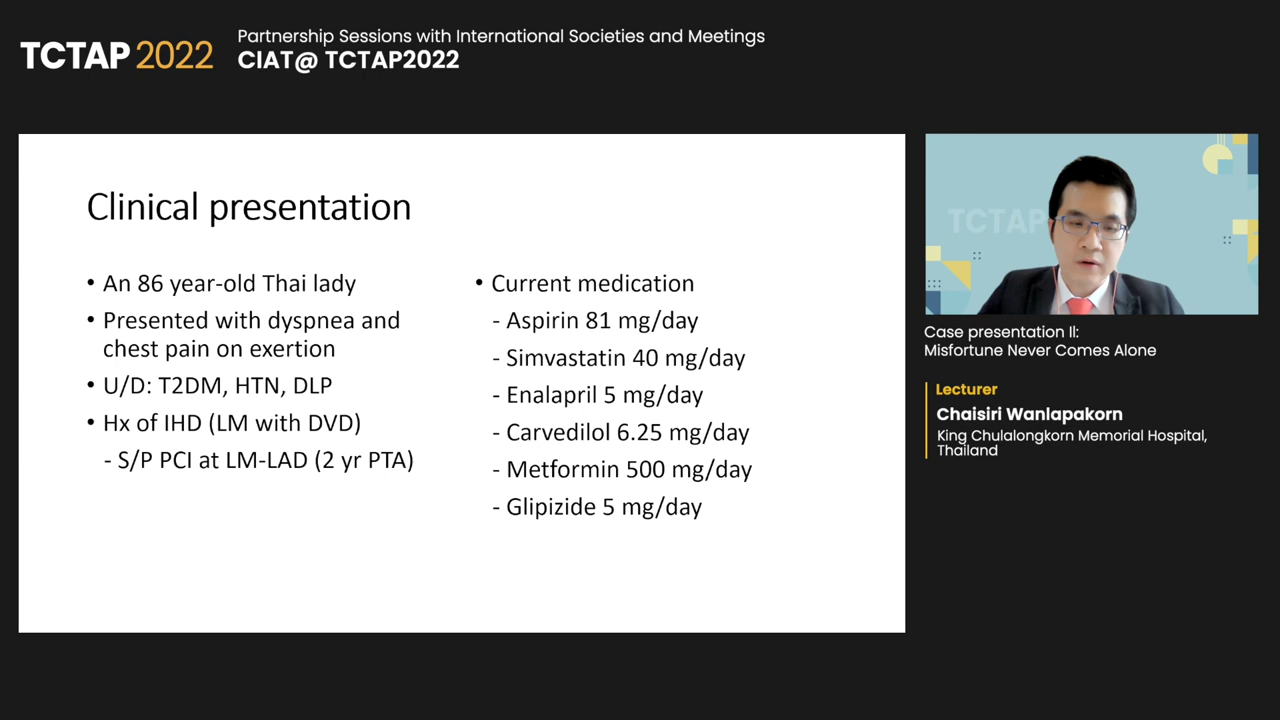 TCTAP 2022
Partnership Sessions with International Societies and Meetings
CIAT@ TCTAP2022
Clinical presentation
• An 86 year-old Thai lady
• Presented with dyspnea and
chest pain on exertion
• U/D: T2DM, HTN, DLP
• Hx of IHD (LM with DVD)
- S/P PCI at LM-LAD (2 yr PTA)
• Current medication
- Aspirin 81 mg/day
- Simvastatin 40 mg/day
- Enalapril 5 mg/day
- Carvedilol 6.25 mg/day
- Metformin 500 mg/day
- Glipizide 5 mg/day
TCTAP
Case presentation II:
Misfortune Never Comes Alone
Lecturer
Chaisiri Wanlapakorn
King Chulalongkorn Memorial Hospital,
Thailand